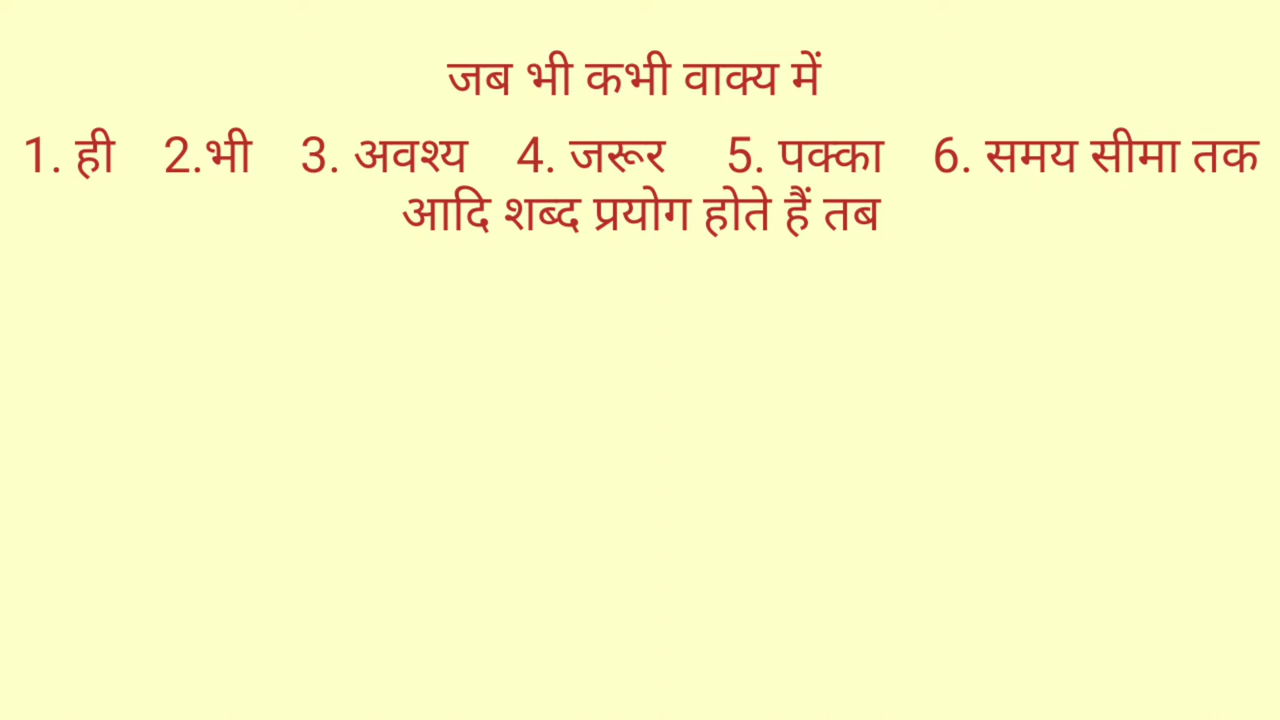 जब भी कभी वाक्य में
1. ही 2.भी 3. अवश्य 4. जरूर 5. पक्का 6. समय सीमा तक
आदि शब्द प्रयोग होते हैं तब